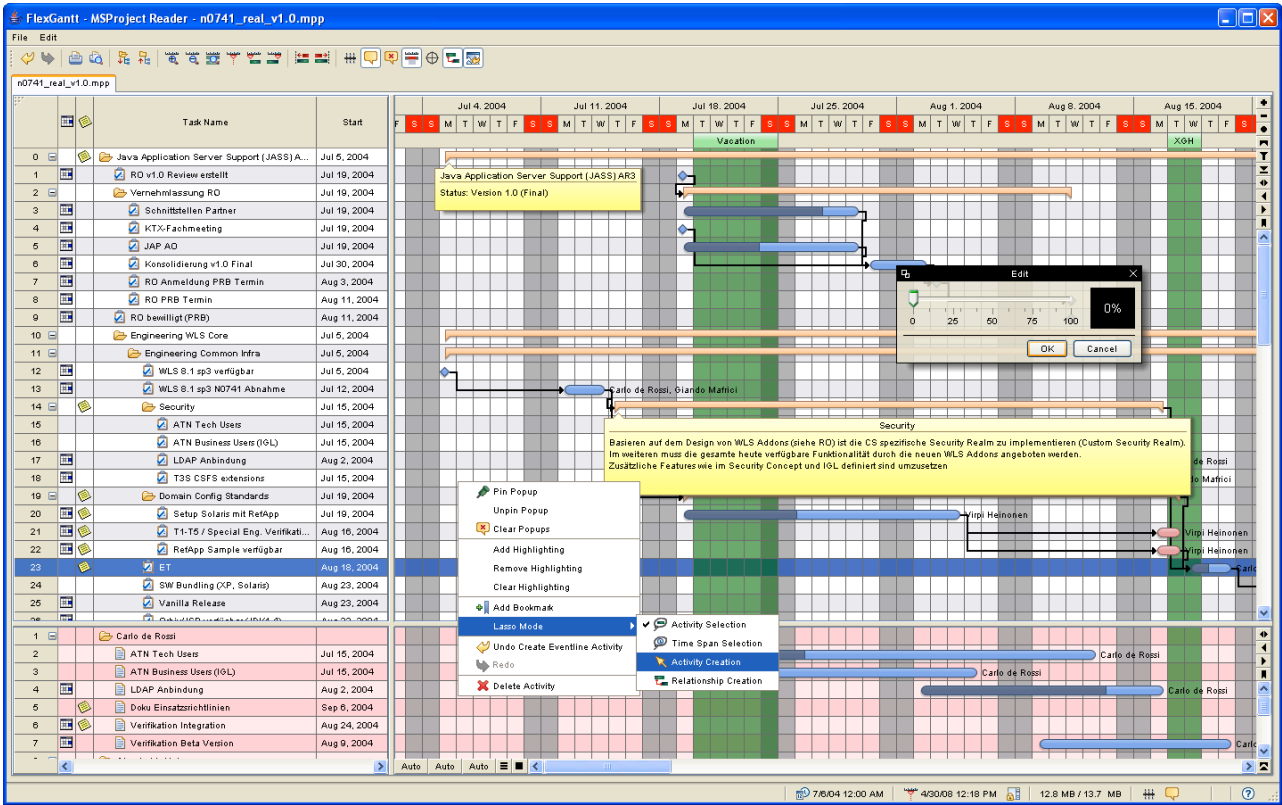 FlexGantt - MSProject Reader - n0741_real_v1.0.mpp
File Edit
n0741_real_v1.0.mpp
Task Name Start
Jul 4, 2004 Jul 11, 2004 Jul 18, 2004 Jul 25, 2004 Aug 1, 2004 Aug 8, 2004 Aug 15, 2004
F S S M T W T F S S M T W T F S S M T W T F S S M T W T F S S M T W T F S S M T W T F S S M T W T F S
Vacation XGH
0 Java Application Server Support (JASS) A... Jul 5, 2004
1 RO v1.0 Review erstellt Jul 19, 2004
2 Vernehmlassung RO Jul 19, 2004
3 Schnittstellen Partner Jul 19, 2004
4 KTX-Fachmeeting Jul 19, 2004
5 JAP AO Jul 19, 2004
6 Konsolidierung v1.0 Final Jul 30, 2004
7 RO Anmeldung PRB Termin Aug 3, 2004
8 RO PRB Termin Aug 11, 2004
9 RO bewilligt (PRB) Aug 11, 2004
10 Engineering WLS Core Jul 5, 2004
11 Engineering Common Infra Jul 5, 2004
12 WLS 8.1 sp3 verfügbar Jul 5, 2004
13 WLS 8.1 sp3 N0741 Abnahme Jul 12, 2004
14 Security Jul 15, 2004
15 ATN Tech Users Jul 15, 2004
16 ATN Business Users (IGL) Jul 15, 2004
17 LDAP Anbindung Aug 2, 2004
18 T3S CSFS extensions Jul 15, 2004
19 Domain Config Standards Jul 19, 2004
20 Setup Solaris mit RefApp Jul 19, 2004
21 T1-T5 / Special Eng. Verifikati... Aug 16, 2004
22 RefApp Sample verfügbar Aug 16, 2004
23 ET Aug 18, 2004
24 SW Bundling (XP, Solaris) Aug 23, 2004
25 Vanilla Release Aug 23, 2004
Java Application Server Support (JASS) AR3
Status: Version 1.0 (Final)
Edit
0 25 50 75 100
0%
OK Cancel
Carlo de Rossi, Giando Mafrici
Security
Basieren auf dem Design von WLS Addons (siehe RO) ist die CS spezifische Security Realm zu implementieren (Custom Security Realm).
Im weiteren muss die gesamte heute verfügbare Funktionalität durch die neuen WLS Addons angeboten werden.
Zusätzliche Features wie im Security Concept und IGL definiert sind umzusetzen
de Rossi
Mafrici
Virpi Heinonen
Virpi Heinonen
Virpi Heinonen
Carlo
Pin Popup
Unpin Popup
Clear Popups
Add Highlighting
Remove Highlighting
Clear Highlighting
Add Bookmark
Lasso Mode
Undo Create Eventline Activity
Redo
Delete Activity
Activity Selection
Time Span Selection
Activity Creation
Relationship Creation
1 Carlo de Rossi
2 ATN Tech Users Jul 15, 2004
3 ATN Business Users (IGL) Jul 15, 2004
4 LDAP Anbindung Aug 2, 2004
5 Doku Einsatzrichtlinien Sep 6, 2004
6 Verifikation Integration Aug 24, 2004
7 Verifikation Beta Version Aug 9, 2004
Carlo de Rossi
Carlo de Rossi
Carlo de Rossi
Carlo
Auto Auto Auto
7/6/04 12:00 AM 4/30/08 12:18 PM 12.8 MB / 13.7 MB